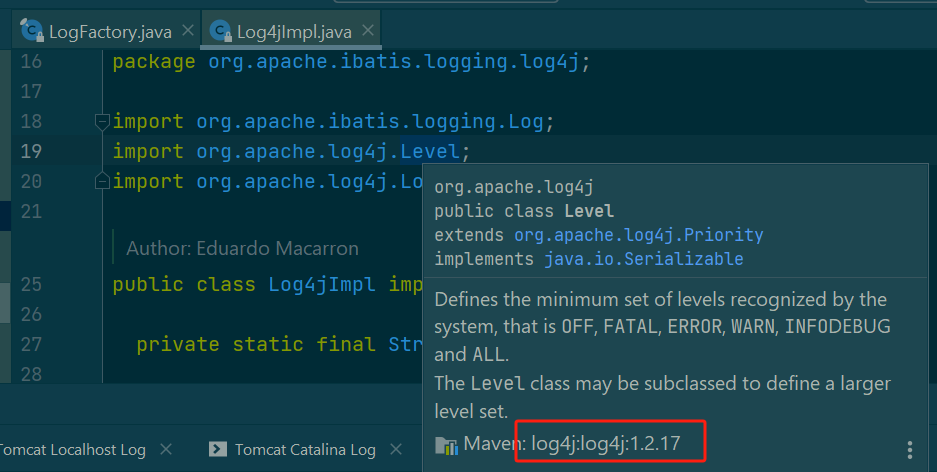 LogFactory.java Log4jImpl.java
16 package org.apache.ibatis.logging.log4j;
17
18 import org.apache.ibatis.logging.Log;
19 import org.apache.log4j.Level;
20 import org.apache.log4j.Lo
21
Author: Eduardo Macarron
25 public class Log4jImpl imp
26
27 private static final Str
28
org.apache.log4j
public class Level
extends org.apache.log4j.Priority
implements java.io.Serializable
Defines the minimum set of levels recognized by the
system, that is OFF, FATAL, ERROR, WARN, INFODEBUG
and ALL.
The Level class may be subclassed to define a larger
level set.
Maven: log4j:log4j:1.2.17
Tomcat Localhost Log Tomcat Catalina Log